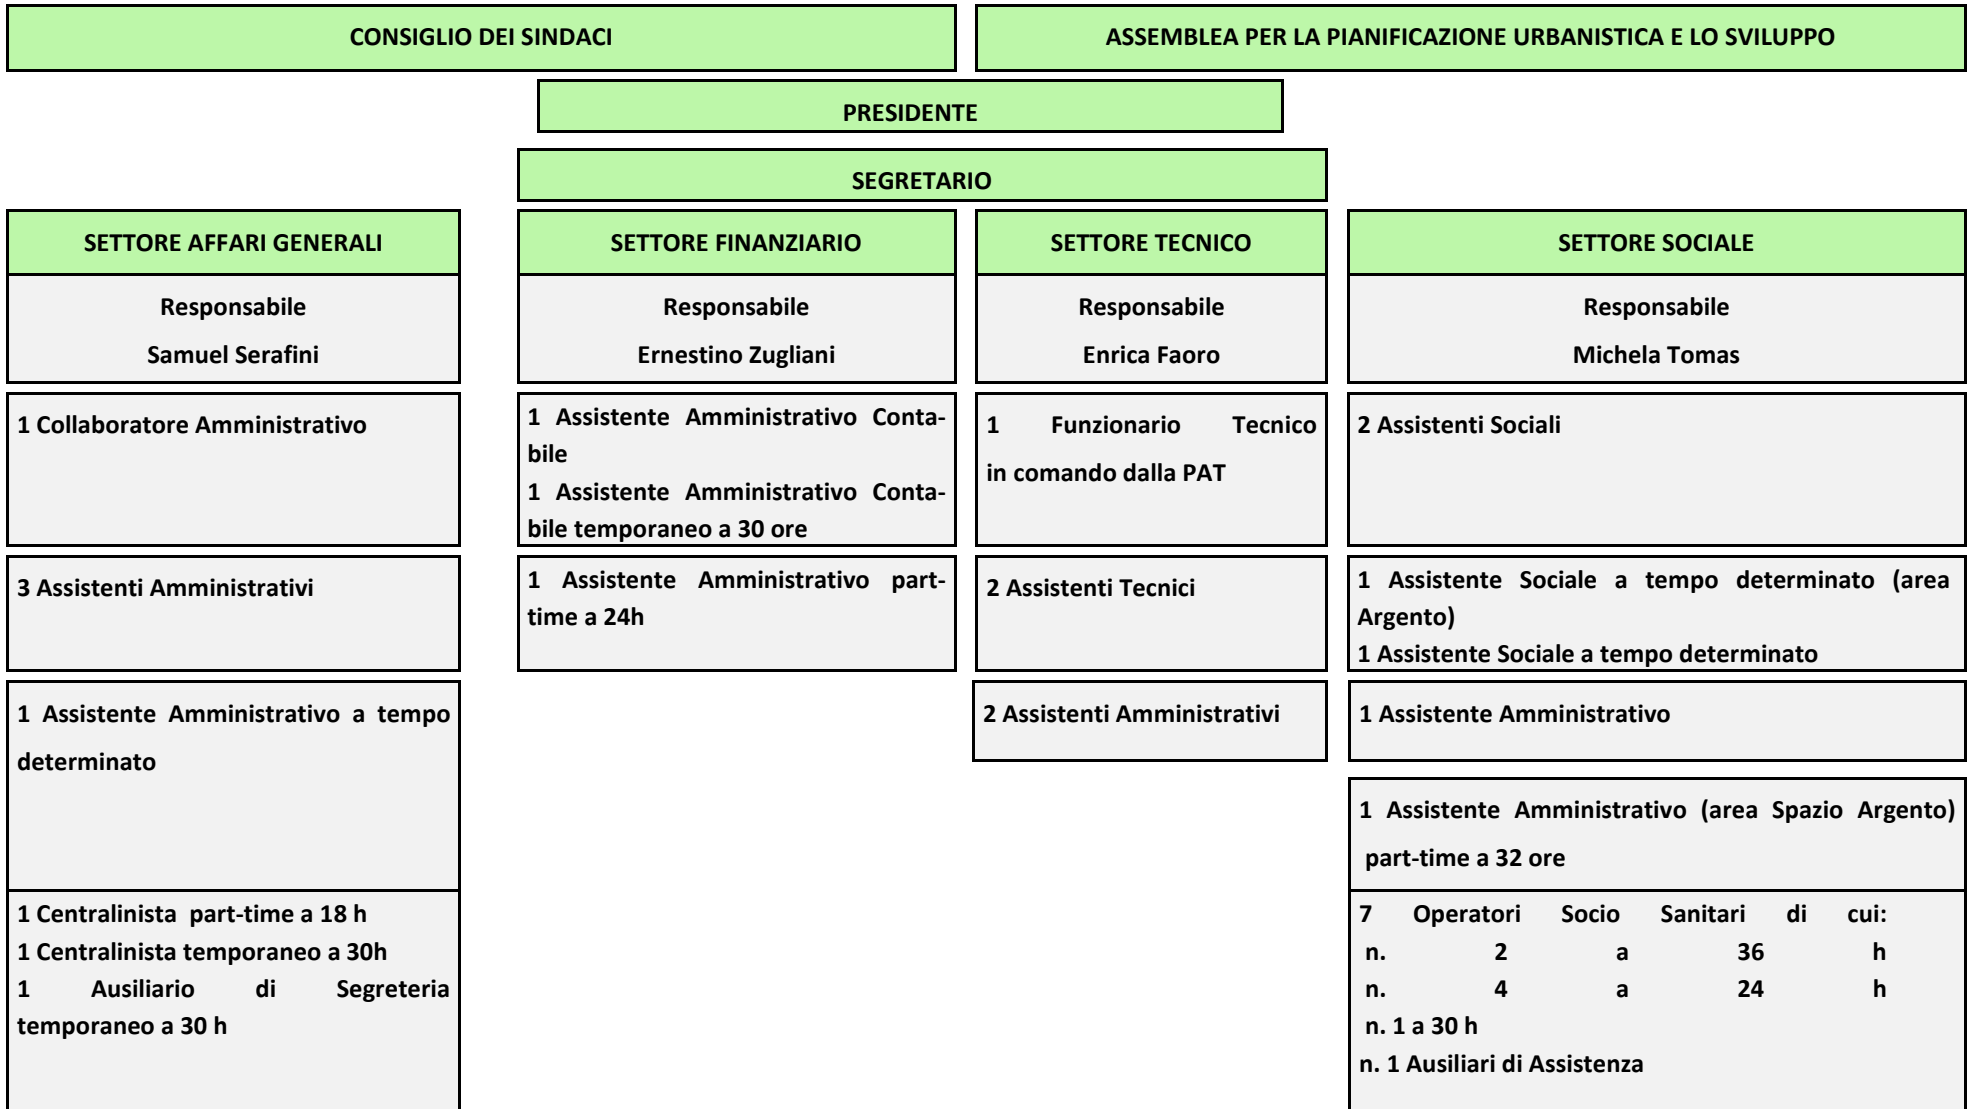 CONSIGLIO DEI SINDACI
ASSEMBLEA PER LA PIANIFICAZIONE URBANISTICA E LO SVILUPPO
PRESIDENTE
SEGRETARIO
SETTORE AFFARI GENERALI
Responsabile
Samuel Serafini
1 Collaboratore Amministrativo
3 Assistenti Amministrativi
1 Assistente Amministrativo a tempo
determinato
1 Centralinista part-time a 18 h
1 Centralinista temporaneo a 30h
1 Ausiliario di Segreteria
temporaneo a 30 h
SETTORE FINANZIARIO
Responsabile
Ernestino Zugliani
1 Assistente Amministrativo Conta-
bile
1 Assistente Amministrativo Conta-
bile temporaneo a 30 ore
1 Assistente Amministrativo part-
time a 24h
SETTORE TECNICO
Responsabile
Enrica Faoro
1 Funzionario Tecnico
in comando dalla PAT
2 Assistenti Tecnici
2 Assistenti Amministrativi
SETTORE SOCIALE
Responsabile
Michela Tomas
2 Assistenti Sociali
1 Assistente Sociale a tempo determinato (area
Argento)
1 Assistente Sociale a tempo determinato
1 Assistente Amministrativo
1 Assistente Amministrativo (area Spazio Argento)
part-time a 32 ore
7 Operatori Socio Sanitari di cui:
n. 2 a 36 h
n. 4 a 24 h
n. 1 a 30 h
n. 1 Ausiliari di Assistenza